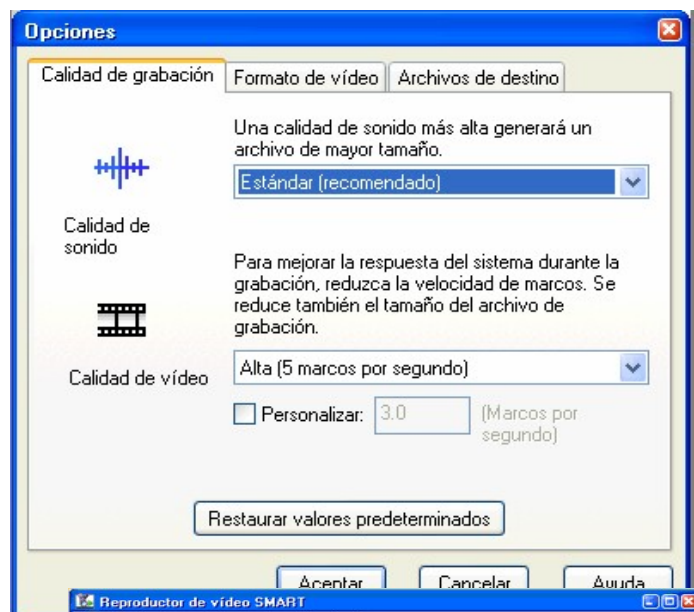 Opciones
Calidad de grabación
Formato de vídeo
Archivos de destino
Una calidad de sonido más alta generará un
archivo de mayor tamaño.
Estándar (recomendado)
Calidad de
sonido
Para mejorar la respuesta del sistema durante la
grabación, reduzca la velocidad de marcos. Se
reduce también el tamaño del archivo de
grabación.
Calidad de vídeo
Alta (5 marcos por segundo)
Personalizar: 3.0 (Marcos por
segundo)
Restaurar valores predeterminados
Aceptar Cancelar Ayuda
Reproductor de vídeo SMART